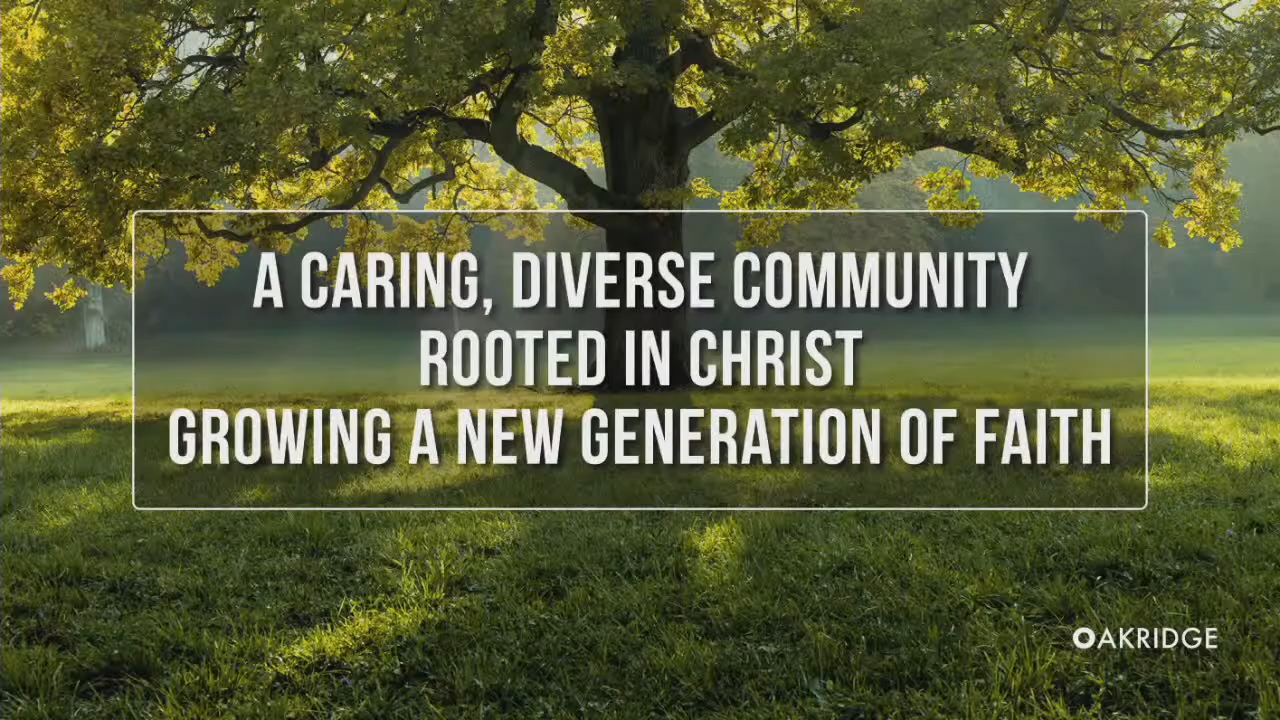 A CARING, DIVERSE COMMUNITY
ROOTED IN CHRIST
GROWING A NEW GENERATION OF FAITH
OAKRIDGE